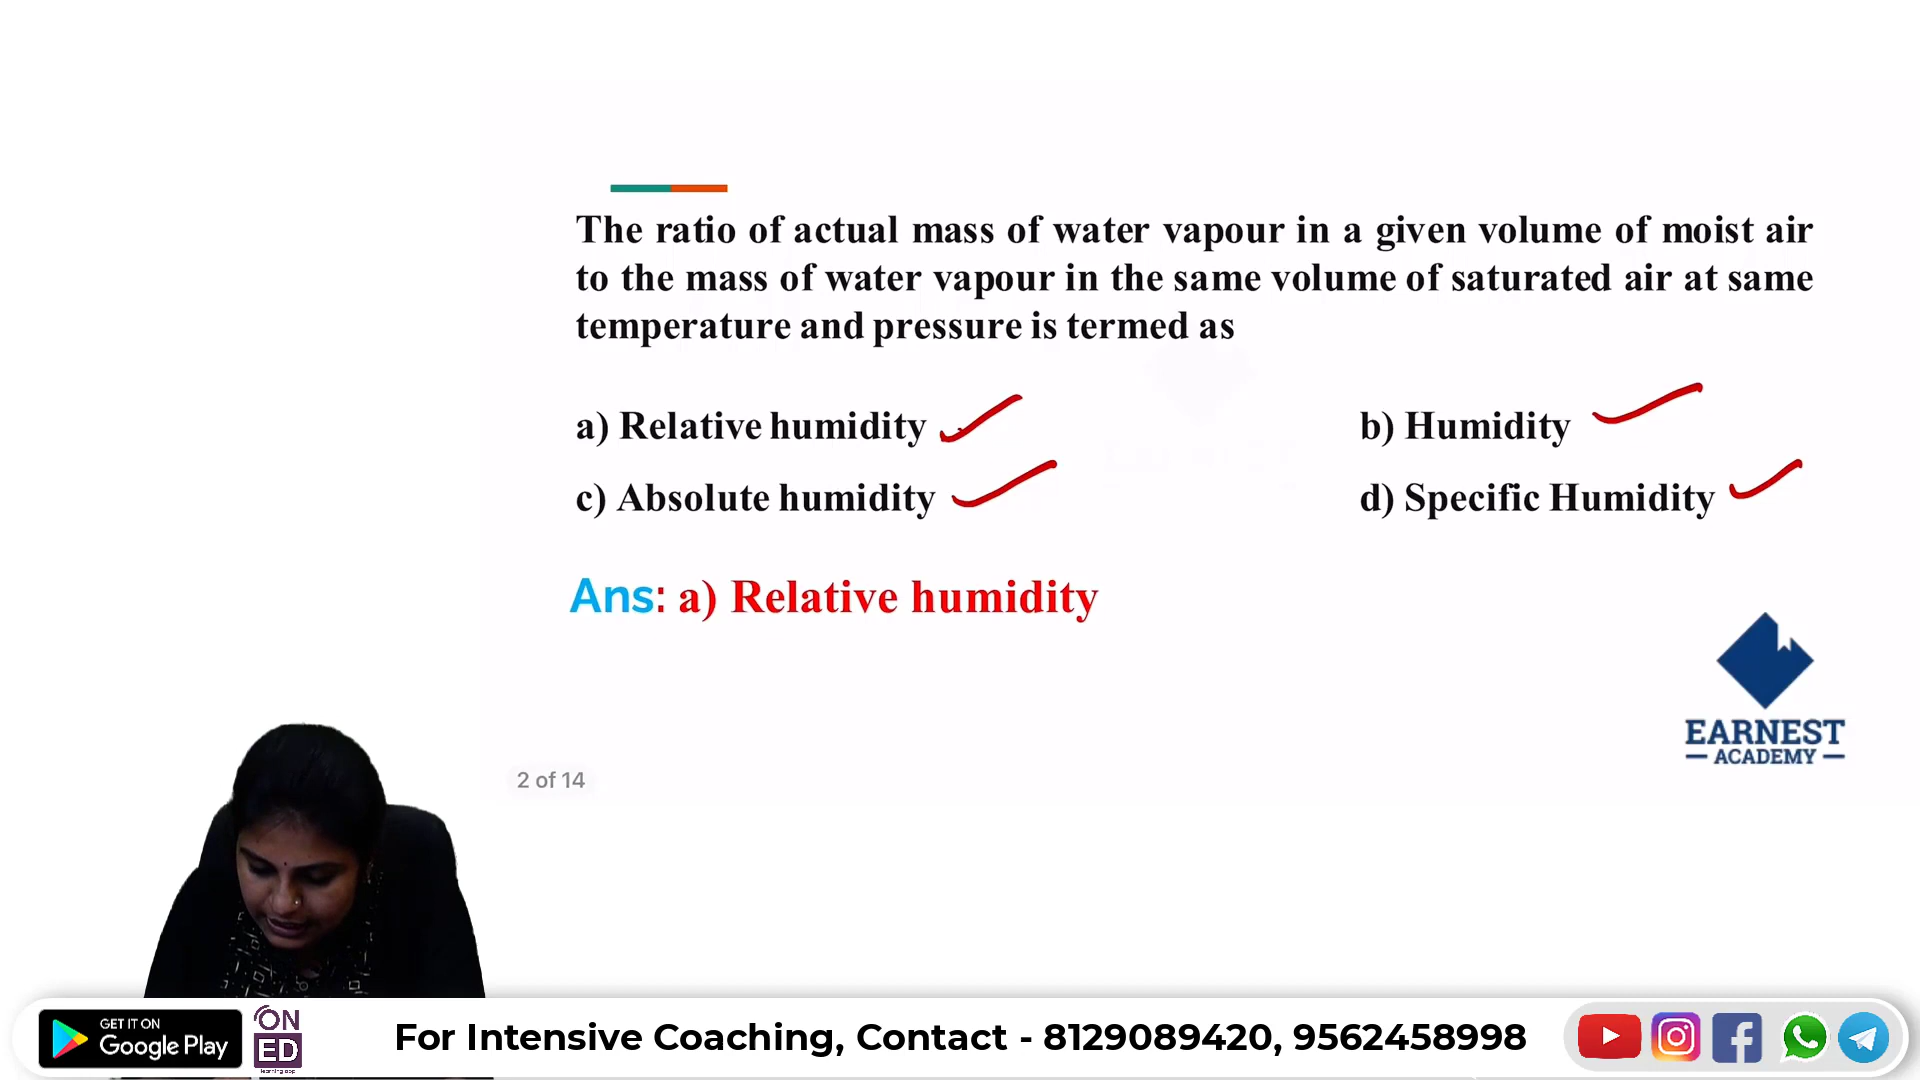 The ratio of actual mass of water vapour in a given volume of moist air
to the mass of water vapour in the same volume of saturated air at same
temperature and pressure is termed as
a) Relative humidity
b) Humidity
c) Absolute humidity
d) Specific Humidity
Ans: a) Relative humidity
EARNEST
ACADEMY
2 of 14
GET IT ON
Google Play
ON
ED
learning app
For Intensive Coaching, Contact - 8129089420, 9562458998